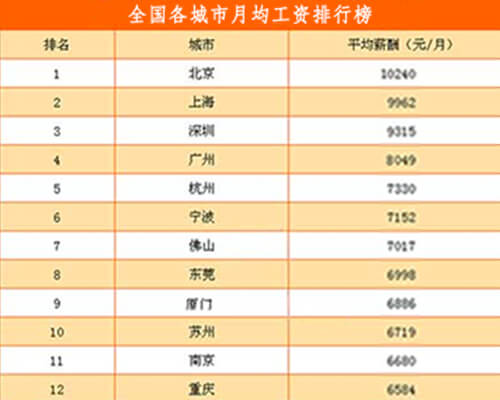 全国各城市月均工资排行榜
排名 城市 平均薪酬（元/月）
1 北京 10240
2 上海 9962
3 深圳 9315
4 广州 8049
5 杭州 7330
6 宁波 7152
7 佛山 7017
8 东莞 6998
9 厦门 6886
10 苏州 6719
11 南京 6680
12 重庆 6584